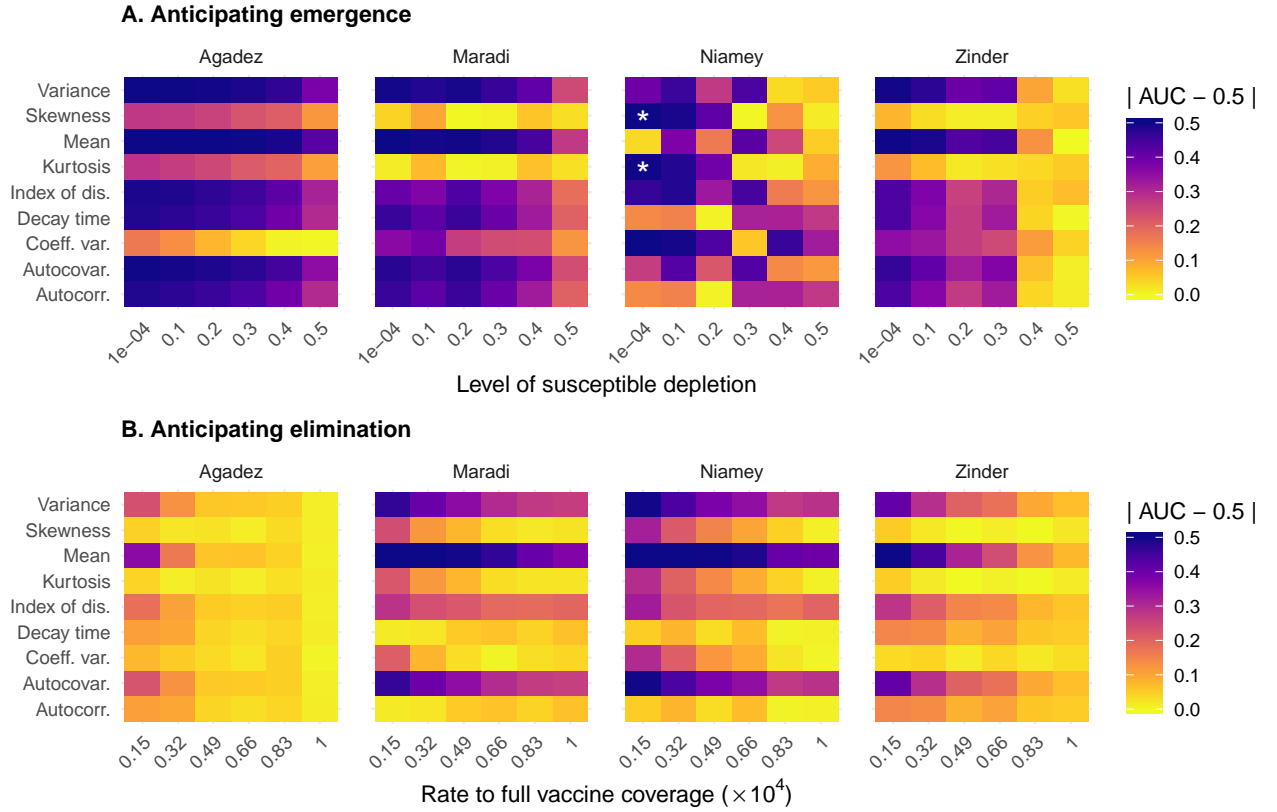 A. Anticipating emergence
Agadez Maradi Niamey Zinder
Variance
Skewness
Mean
Kurtosis
Index of dis.
Decay time
Coeff. var.
Autocovar.
Autocorr.
* 
*
| AUC − 0.5 |
0.5
0.4
0.3
0.2
0.1
0.0
1e−04 0.1 0.2 0.3 0.4 0.5 1e−04 0.1 0.2 0.3 0.4 0.5 1e−04 0.1 0.2 0.3 0.4 0.5 1e−04 0.1 0.2 0.3 0.4 0.5
Level of susceptible depletion
B. Anticipating elimination
Agadez Maradi Niamey Zinder
Variance
Skewness
Mean
Kurtosis
Index of dis.
Decay time
Coeff. var.
Autocovar.
Autocorr.
| AUC − 0.5 |
0.5
0.4
0.3
0.2
0.1
0.0
0.15 0.32 0.49 0.66 0.83 1 0.15 0.32 0.49 0.66 0.83 1 0.15 0.32 0.49 0.66 0.83 1 0.15 0.32 0.49 0.66 0.83 1
Rate to full vaccine coverage (×10⁴)